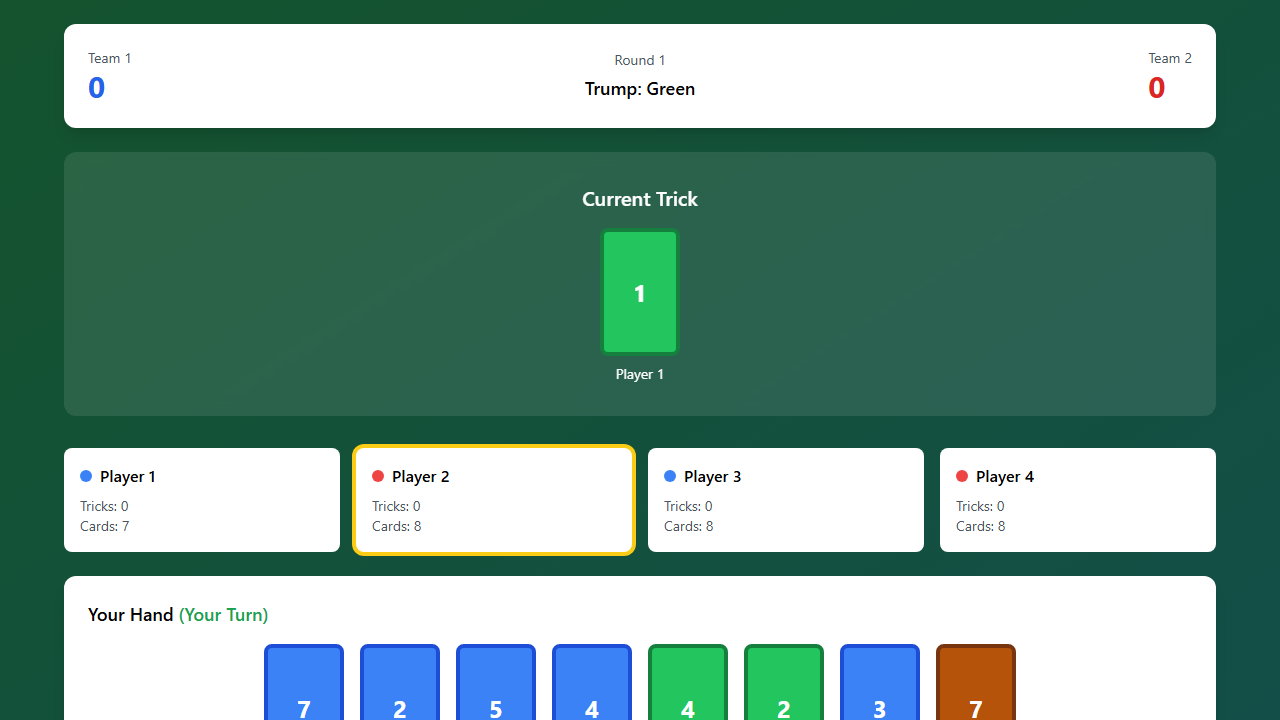 Team 1
0
Round 1
Trump: Green
Team 2
0
Current Trick
1
Player 1
Player 1
Tricks: 0
Cards: 7
Player 2
Tricks: 0
Cards: 8
Player 3
Tricks: 0
Cards: 8
Player 4
Tricks: 0
Cards: 8
Your Hand (Your Turn)
7 2 5 4 4 2 3 7